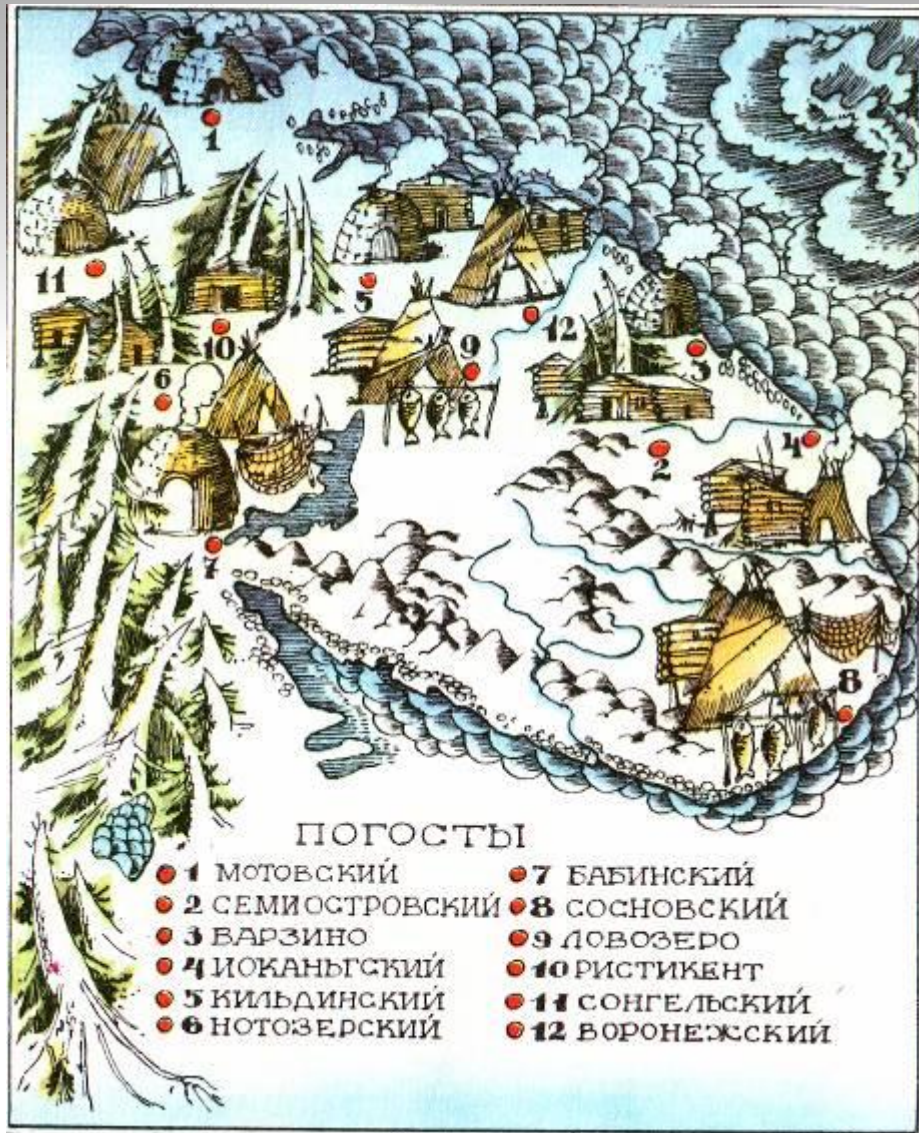 1
11
5
12
10
9
3
6
2
4
7
8
ПОГОСТЫ
1 МОТОВСКИЙ
2 СЕМИОСТРОВСКИЙ
3 ВАРЗИНО
4 ИОКАНЬГСКИЙ
5 КИЛЬДИНСКИЙ
6 НОТОЗЕРСКИЙ
7 БАБИНСКИЙ
8 СОСНОВСКИЙ
9 ЛОВОЗЕРО
10 РИСТИКЕНТ
11 СОНГЕЛЬСКИЙ
12 ВОРОНЕЖСКИЙ